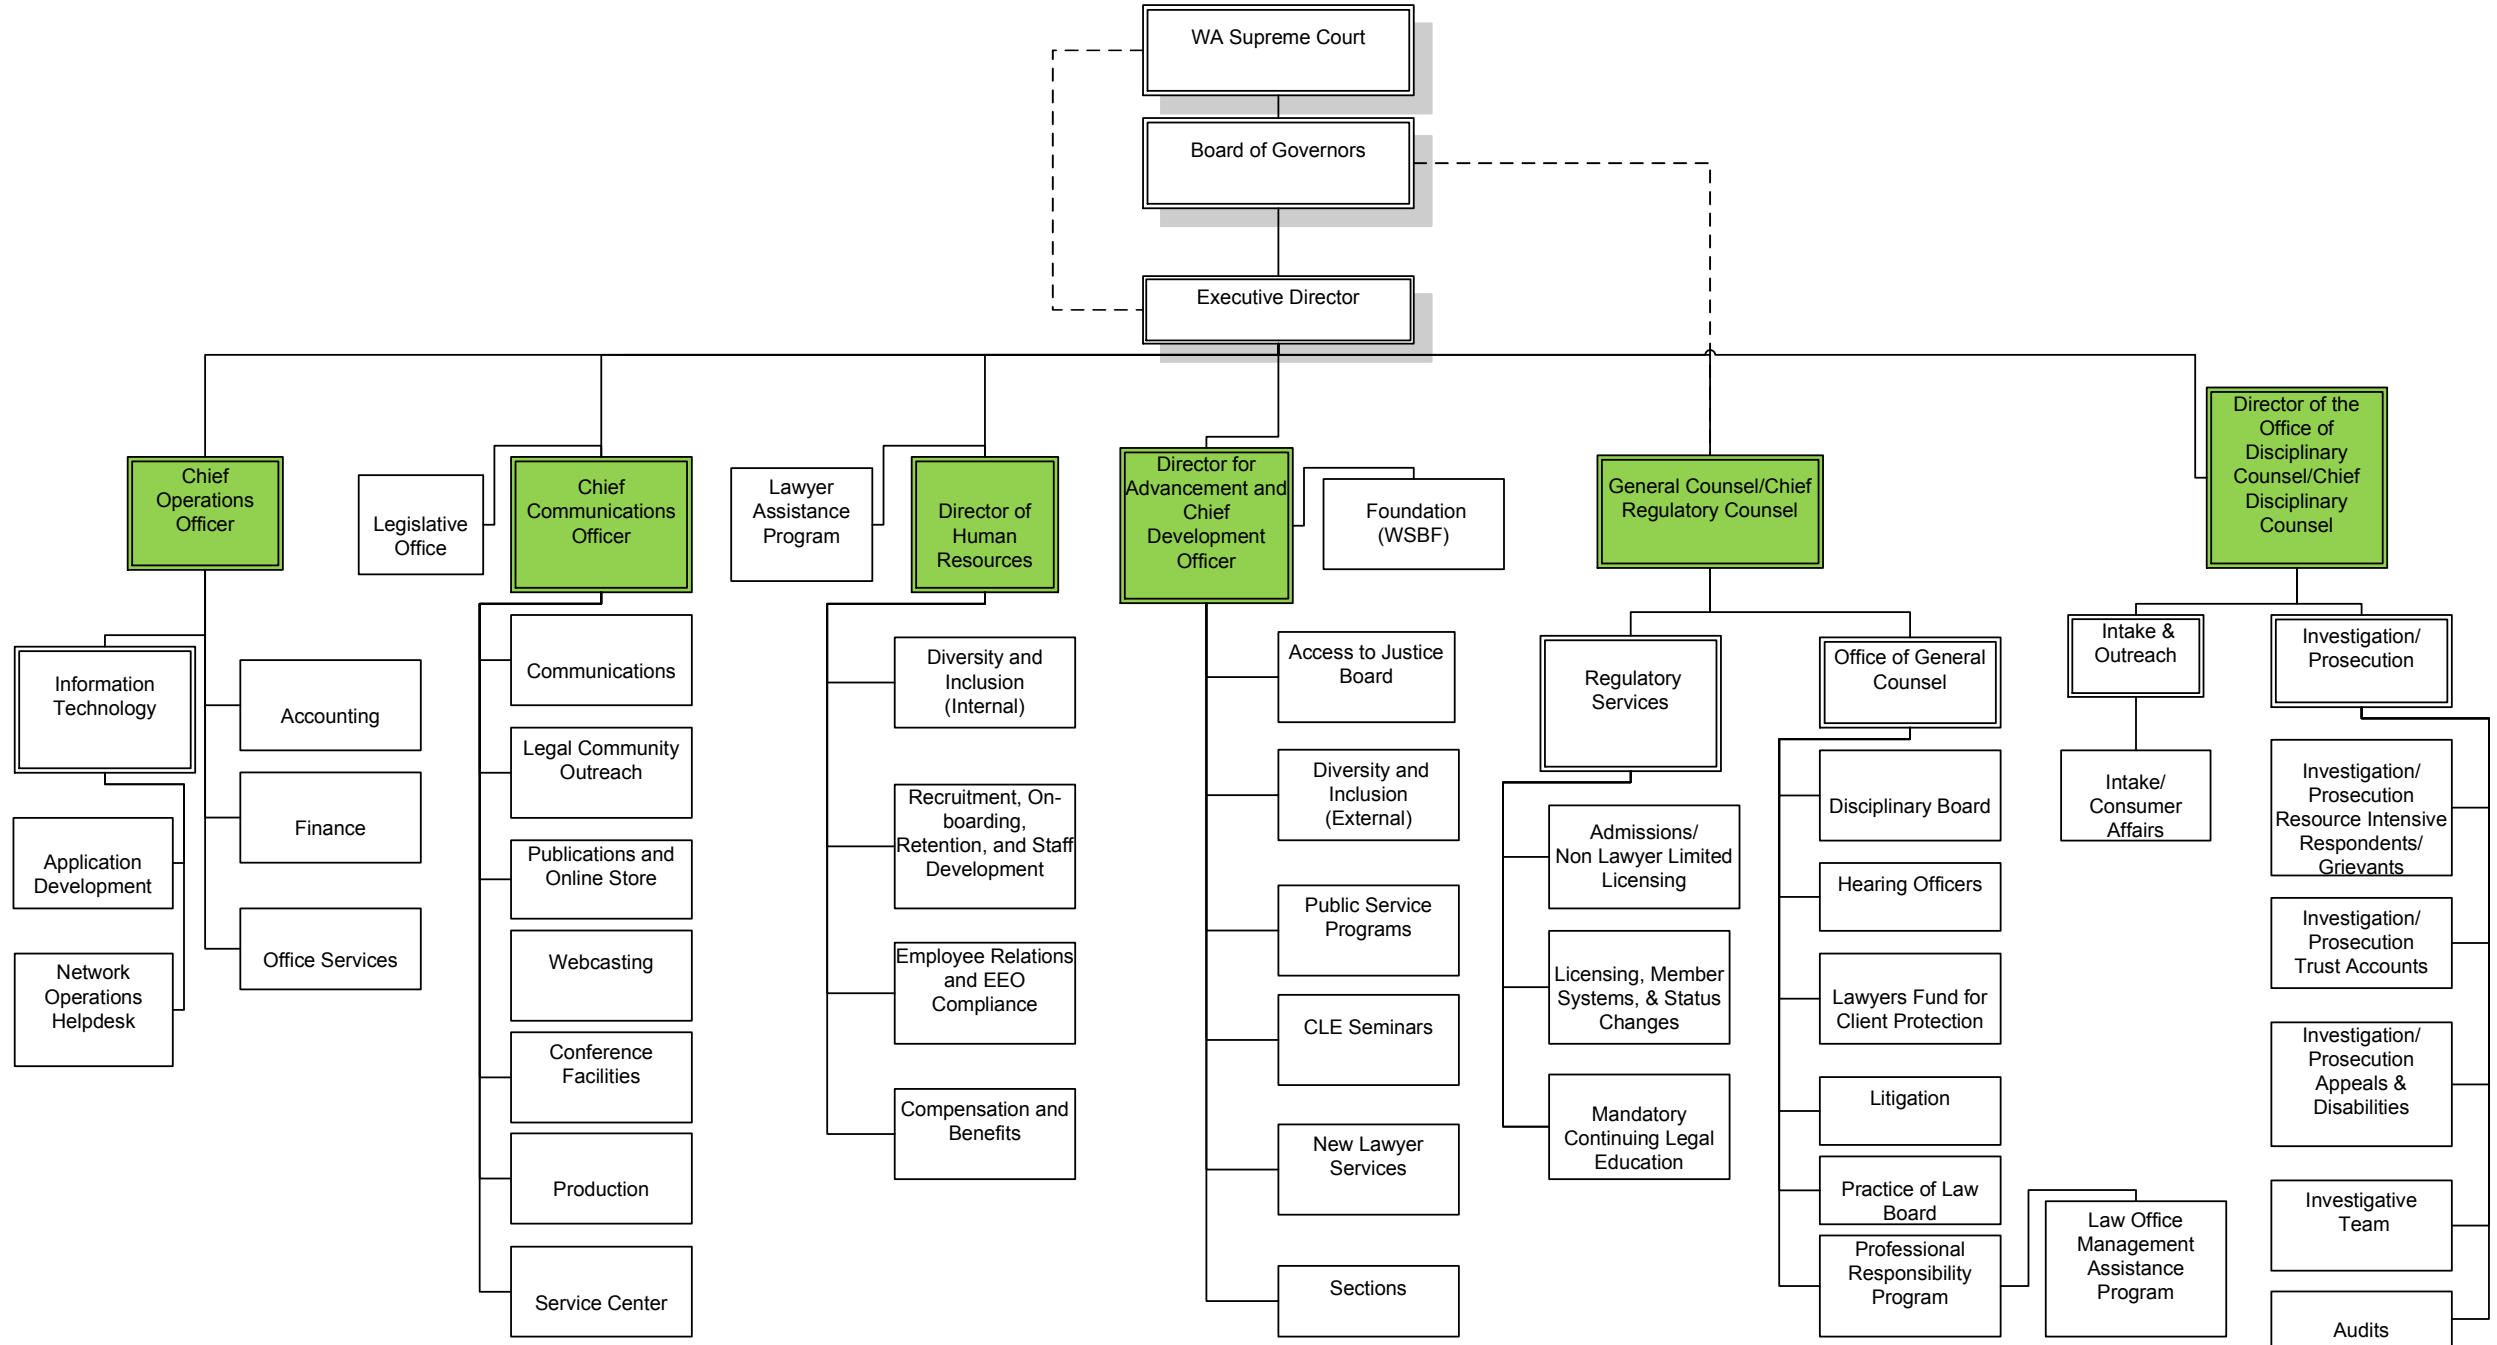 WA Supreme Court
Board of Governors
Executive Director
Chief
Operations
Officer
Legislative
Office
Chief
Communications
Officer
Lawyer
Assistance
Program
Director of
Human
Resources
Director for
Advancement and
Chief
Development
Officer
Foundation
(WSBF)
General Counsel/Chief
Regulatory Counsel
Director of the
Office of
Disciplinary
Counsel/Chief
Disciplinary
Counsel
Information
Technology
Accounting
Finance
Application
Development
Office Services
Network
Operations
Helpdesk
Communications
Legal Community
Outreach
Publications and
Online Store
Webcasting
Conference
Facilities
Production
Service Center
Diversity and
Inclusion
(Internal)
Recruitment, On-
boarding,
Retention, and Staff
Development
Employee Relations
and EEO
Compliance
Compensation and
Benefits
Access to Justice
Board
Diversity and
Inclusion
(External)
Public Service
Programs
CLE Seminars
New Lawyer
Services
Sections
Regulatory
Services
Admissions/
Non Lawyer Limited
Licensing
Licensing, Member
Systems, & Status
Changes
Mandatory
Continuing Legal
Education
Office of General
Counsel
Disciplinary Board
Hearing Officers
Lawyers Fund for
Client Protection
Litigation
Practice of Law
Board
Professional
Responsibility
Program
Law Office
Management
Assistance
Program
Intake &
Outreach
Intake/
Consumer
Affairs
Investigation/
Prosecution
Investigation/
Prosecution
Resource Intensive
Respondents/
Grievants
Investigation/
Prosecution
Trust Accounts
Investigation/
Prosecution
Appeals &
Disabilities
Investigative
Team
Audits